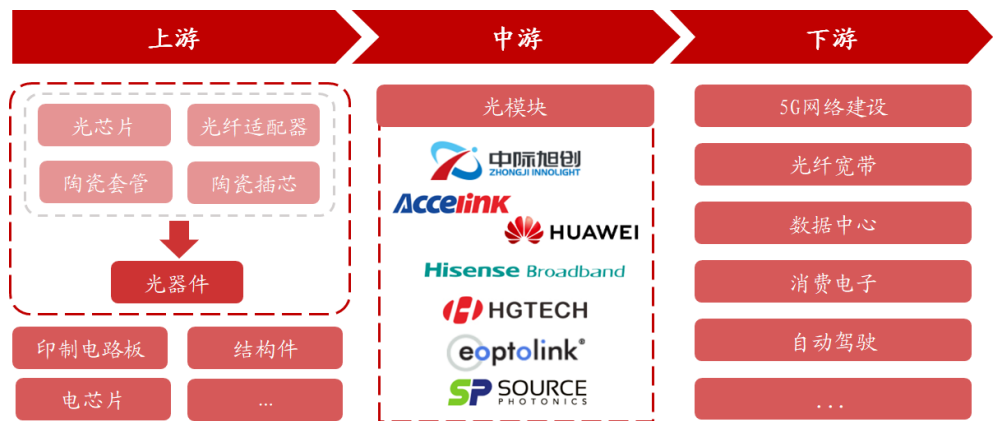 上游
中游
下游
光芯片
光纤适配器
陶瓷套管
陶瓷插芯
光器件
印制电路板
结构件
电芯片
...
光模块
中际旭创
ZHONGJI INNOLIGHT
Accelink
HUAWEI
Hisense Broadband
HGTECH
eoptolink®
SP SOURCE
PHOTONICS
5G网络建设
光纤宽带
数据中心
消费电子
自动驾驶
...